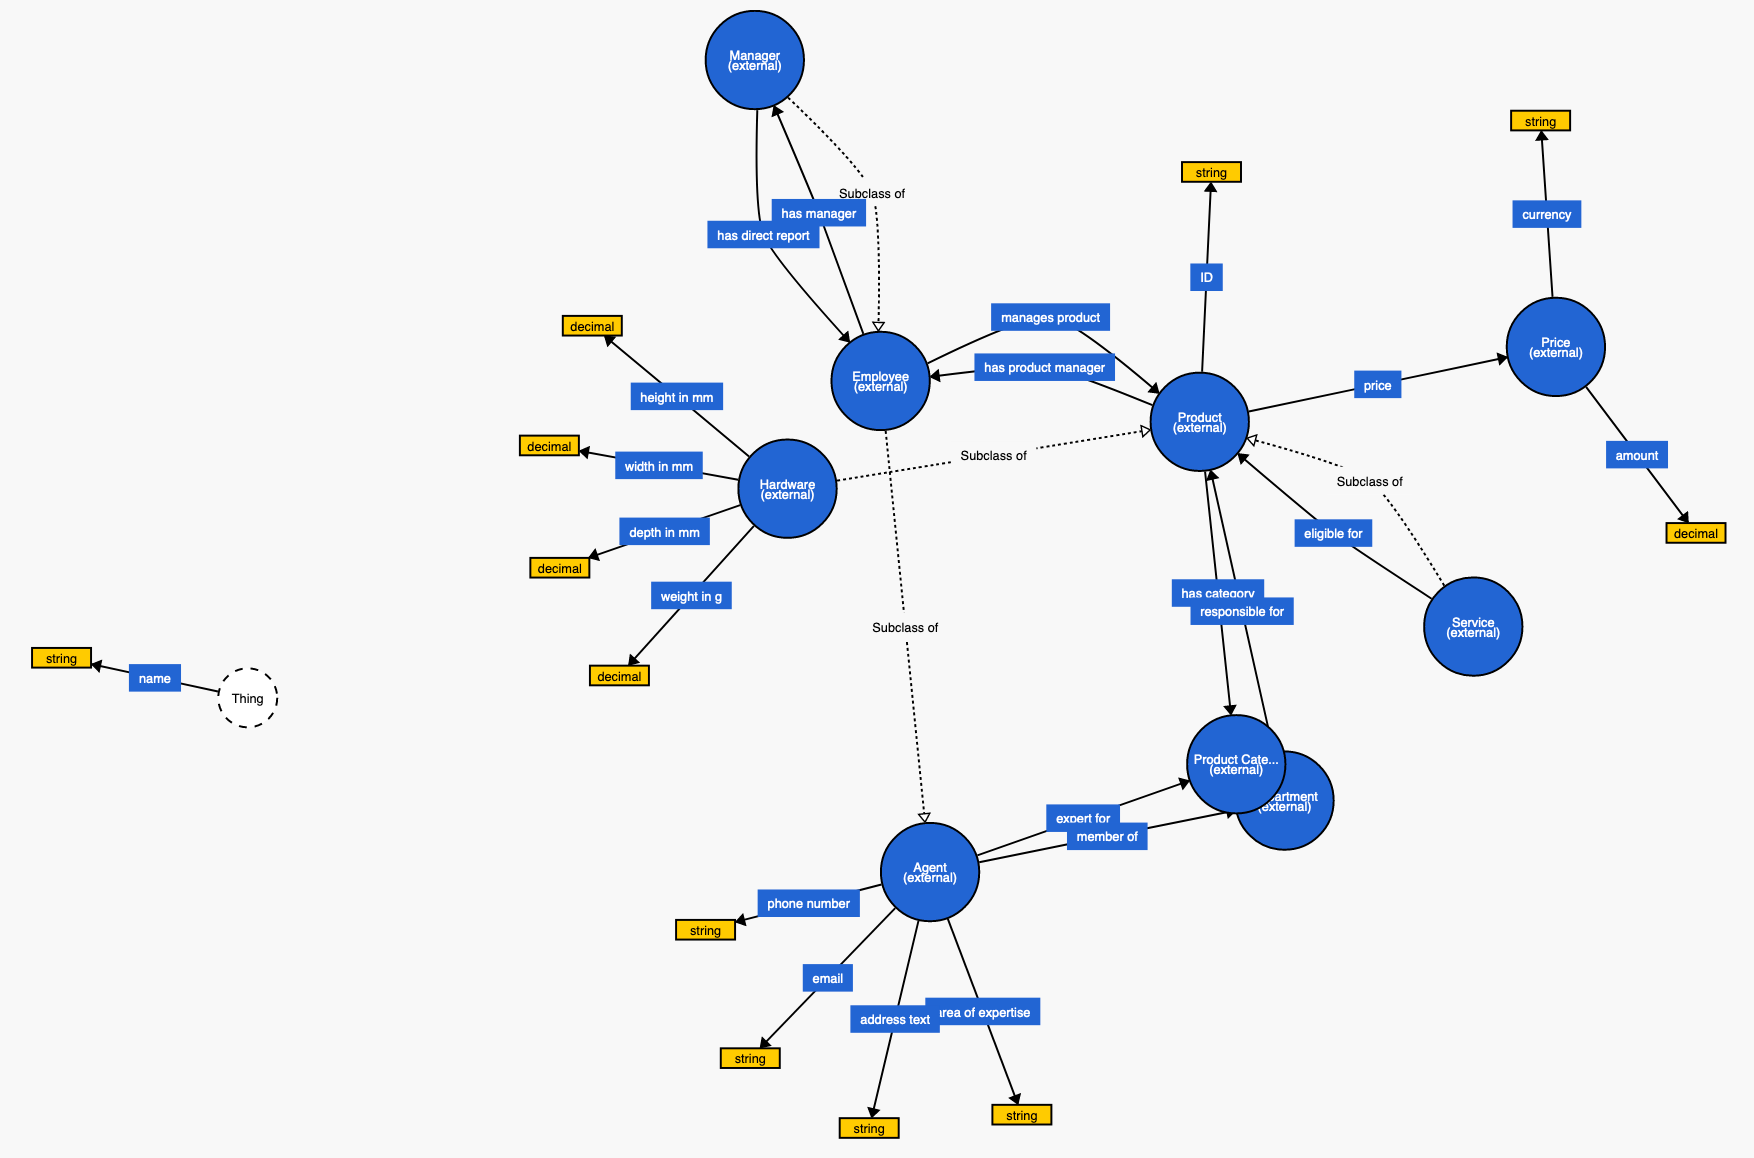 Manager
(external)
string
string
Subclass of
has manager
currency
has direct report
ID
manages product
decimal
Price
(external)
has product manager
Employee
(external)
price
height in mm
Product
(external)
decimal
Subclass of
amount
width in mm
Subclass of
Hardware
(external)
depth in mm
eligible for
decimal
decimal
has category
weight in g
responsible for
Service
(external)
Subclass of
string
name
decimal
Thing
Product Cate...
(external)
artment
(external)
expert for
member of
Agent
(external)
phone number
string
email
area of expertise
address text
string
string
string